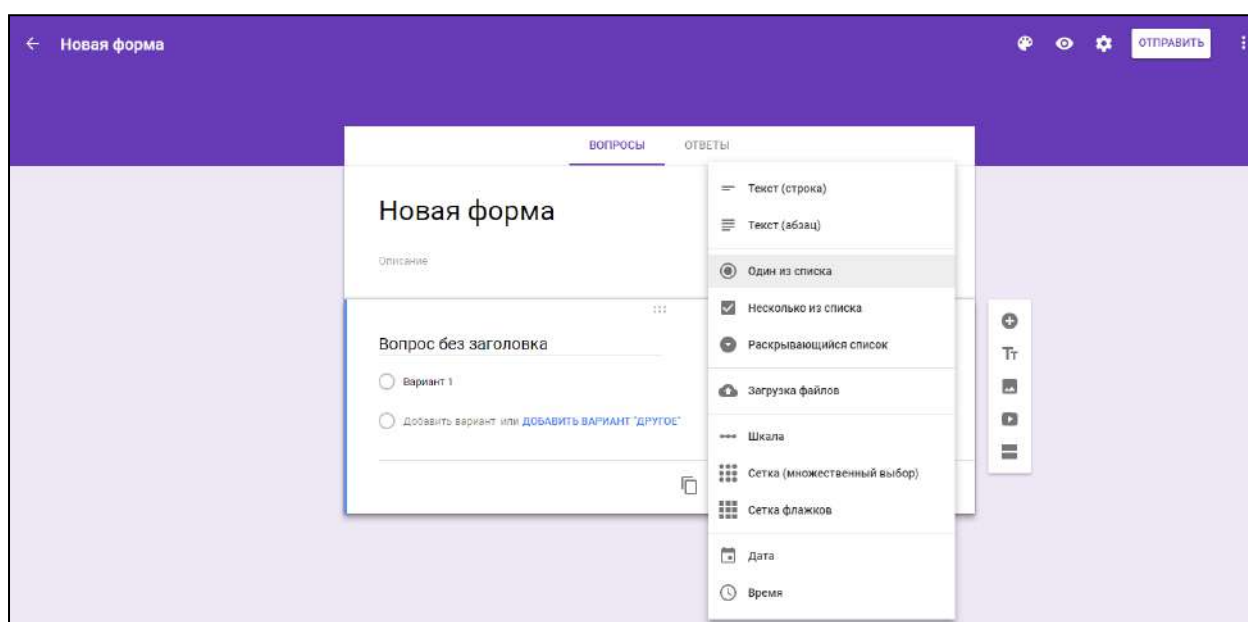 Новая форма
ОТПРАВИТЬ
ВОПРОСЫ ОТВЕТЫ
Новая форма
Описание
Вопрос без заголовка
Вариант 1
Добавить вариант или ДОБАВИТЬ ВАРИАНТ "ДРУГОЕ"
Текст (строка)
Текст (абзац)
Один из списка
Несколько из списка
Раскрывающийся список
Загрузка файлов
Шкала
Сетка (множественный выбор)
Сетка флажков
Дата
Время
Тт